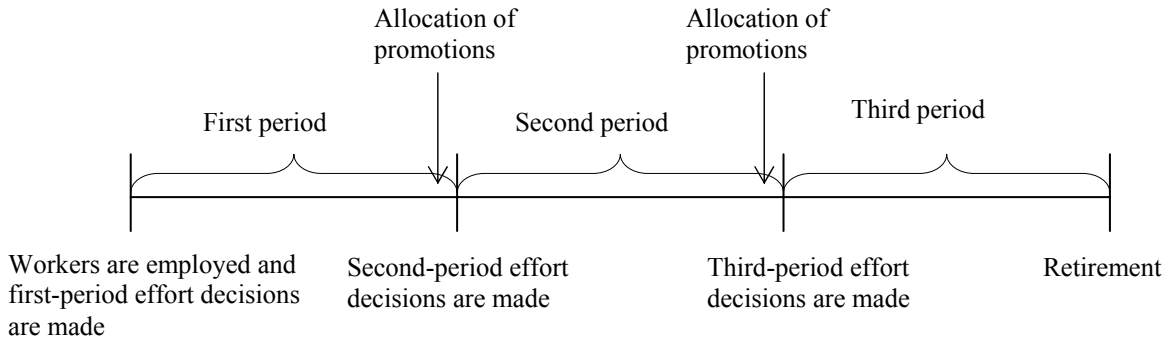 Allocation of
promotions
Allocation of
promotions
First period
Second period
Third period
Workers are employed and
first-period effort decisions
are made
Second-period effort
decisions are made
Third-period effort
decisions are made
Retirement